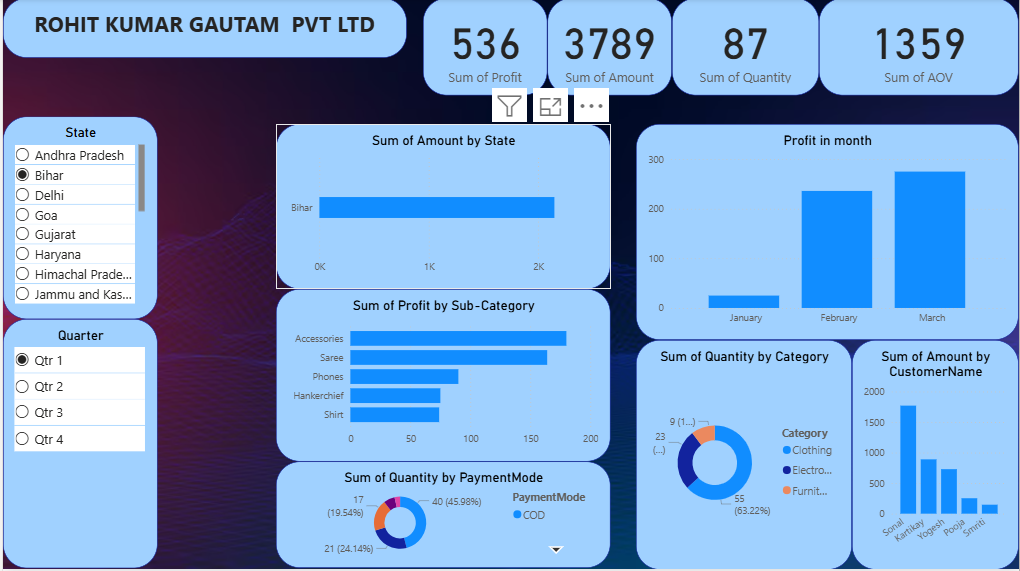 ROHIT KUMAR GAUTAM PVT LTD
536
Sum of Profit
3789
Sum of Amount
87
Sum of Quantity
1359
Sum of AOV
State
Andhra Pradesh
Bihar
Delhi
Goa
Gujarat
Haryana
Himachal Prade...
Jammu and Kas...
Quarter
Qtr 1
Qtr 2
Qtr 3
Qtr 4
Sum of Amount by State
Bihar
0K 1K 2K
Sum of Profit by Sub-Category
Accessories
Saree
Phones
Hankerchief
Shirt
0 50 100 150 200
Sum of Quantity by PaymentMode
17
(19.54%)
40 (45.98%)
21 (24.14%)
PaymentMode
COD
Profit in month
300
200
100
0
January February March
Sum of Quantity by Category
9 (1...)
23
(...)
55
(63.22%)
Category
Clothing
Electro...
Furnit...
Sum of Amount by
CustomerName
2000
1500
1000
500
0
Sonal Kartikay Yogesh Pooja Smriti